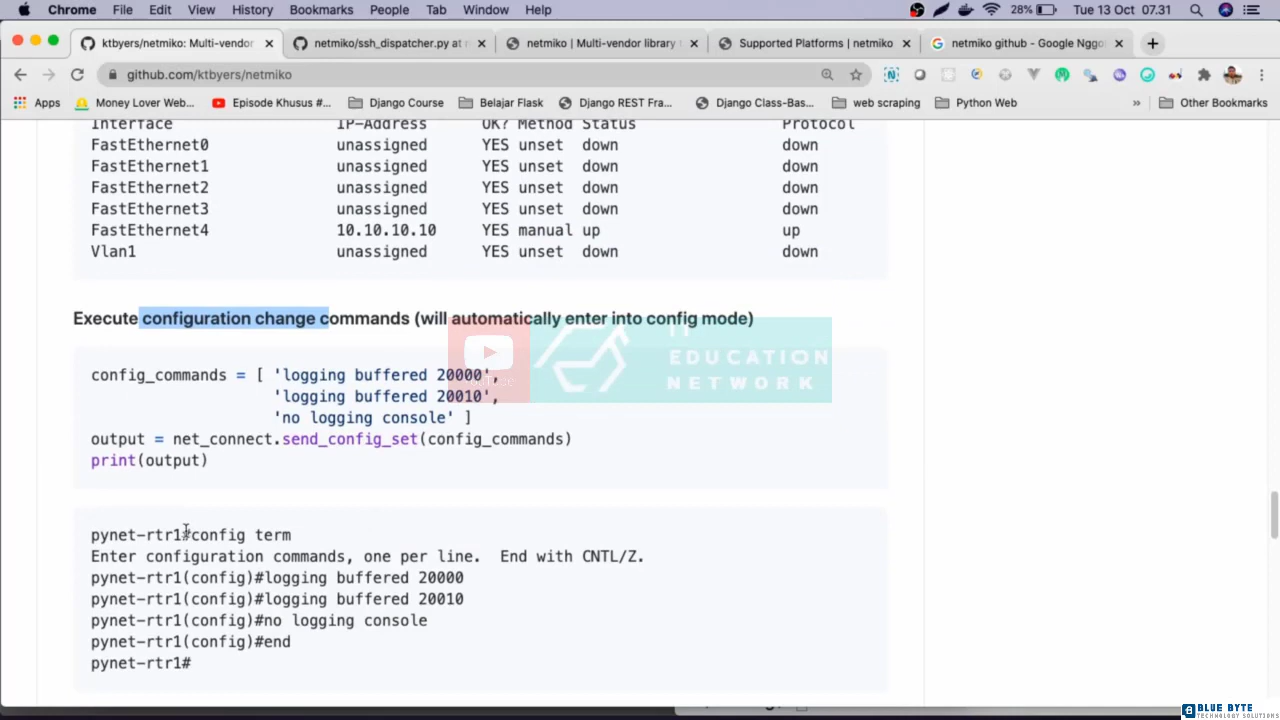 Chrome File Edit View History Bookmarks People Tab Window Help 28% Tue 13 Oct 07.31
ktbyers/netmiko: Multi-vendor netmiko/ssh_dispatcher.py at netmiko | Multi-vendor library Supported Platforms | netmiko netmiko github - Google Nggo
github.com/ktbyers/netmiko
Apps Money Lover Web... Episode Khusus #... Django Course Belajar Flask Django REST Fra... Django Class-Bas... web scraping Python Web » Other Bookmarks
Interface IP-Address OK? Method Status Protocol
FastEthernet0 unassigned YES unset down down
FastEthernet1 unassigned YES unset down down
FastEthernet2 unassigned YES unset down down
FastEthernet3 unassigned YES unset down down
FastEthernet4 10.10.10.10 YES manual up up
Vlan1 unassigned YES unset down down
Execute configuration change commands (will automatically enter into config mode)
IT
EDUCATION
NETWORK
config_commands = [ 'logging buffered 20000',
'logging buffered 20010',
'no logging console' ]
output = net_connect.send_config_set(config_commands)
print(output)
pynet-rtr1#config term
Enter configuration commands, one per line. End with CNTL/Z.
pynet-rtr1(config)#logging buffered 20000
pynet-rtr1(config)#logging buffered 20010
pynet-rtr1(config)#no logging console
pynet-rtr1(config)#end
pynet-rtr1#
BLUE BYTE
TECHNOLOGY SOLUTIONS